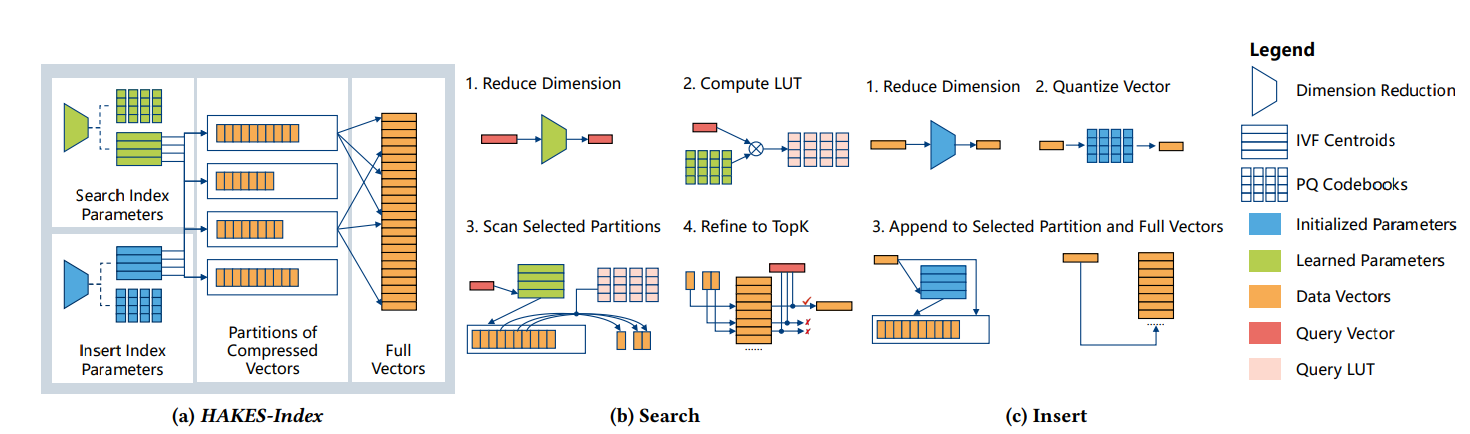 Search Index
Parameters
Insert Index
Parameters
Partitions of
Compressed
Vectors
Full
Vectors
(a) HAKES-Index
1. Reduce Dimension
2. Compute LUT
3. Scan Selected Partitions
4. Refine to TopK
......
(b) Search
1. Reduce Dimension
2. Quantize Vector
3. Append to Selected Partition and Full Vectors
......
(c) Insert
Legend
Dimension Reduction
IVF Centroids
PQ Codebooks
Initialized Parameters
Learned Parameters
Data Vectors
Query Vector
Query LUT